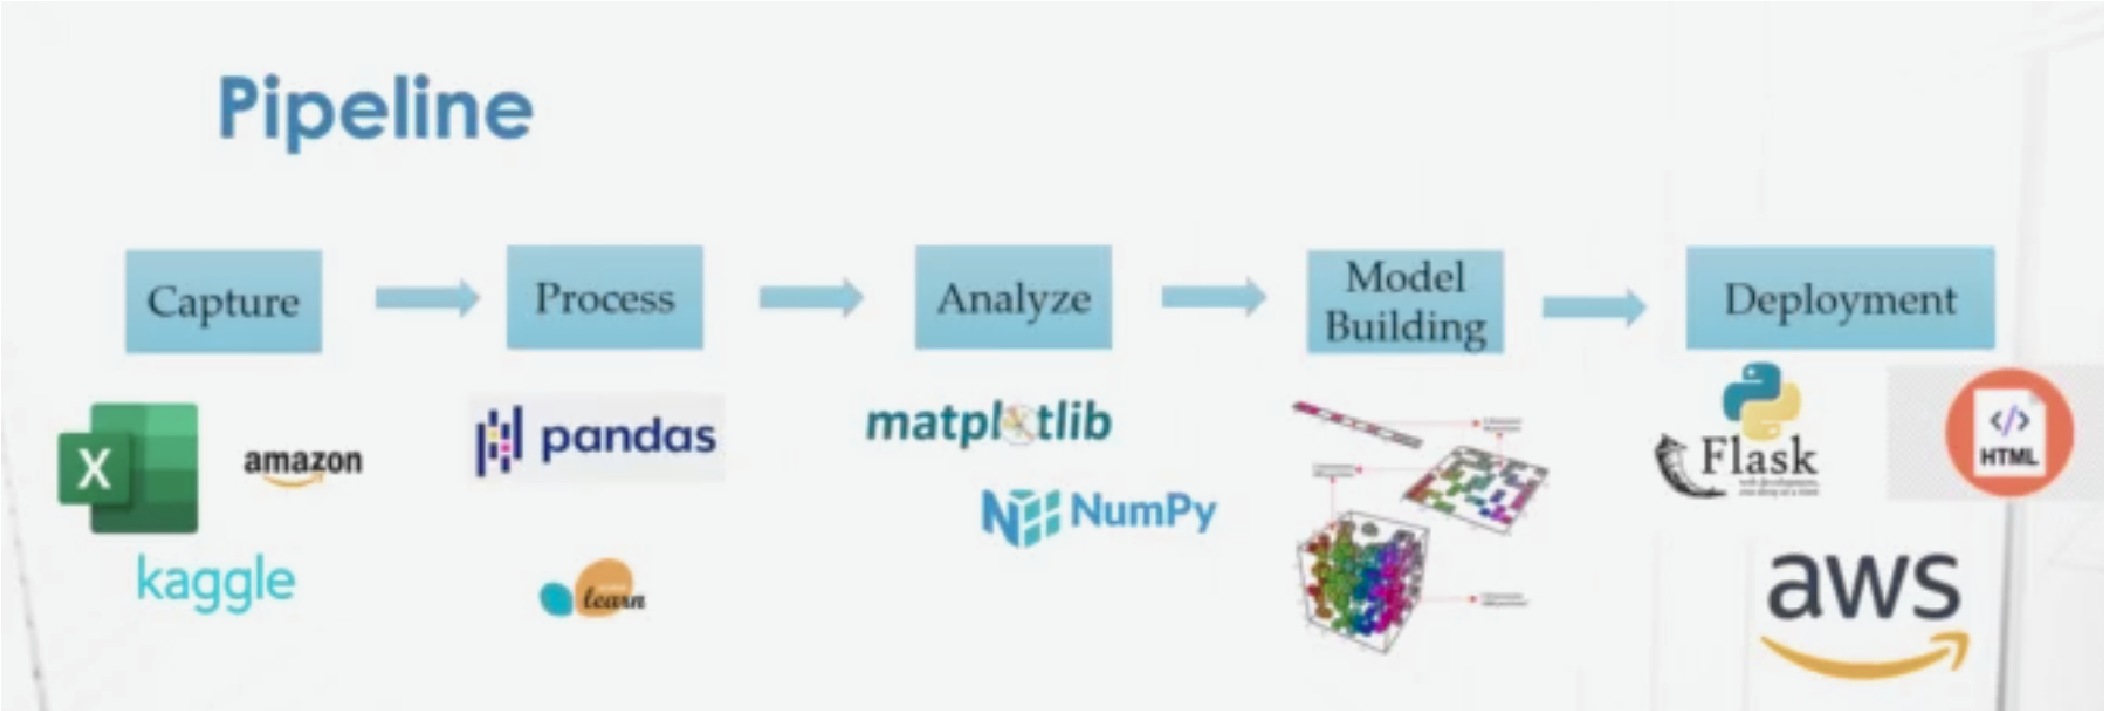 Pipeline
Capture
Process
Analyze
Model
Building
Deployment
X
amazon
kaggle
pandas
learn
matplotlib
NumPy
Flask
</>
HTML
aws